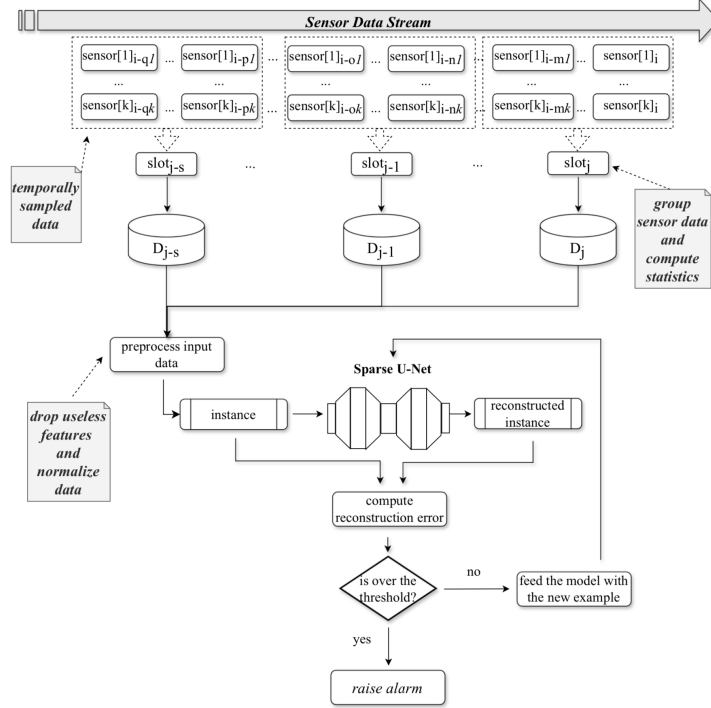 Sensor Data Stream
sensor[1]i-q1 ... sensor[1]i-p1 ... sensor[1]i-o1 ... sensor[1]i-n1 ... sensor[1]i-m1 ... sensor[1]i
... ... ... ... ... ...
sensor[k]i-qk ... sensor[k]i-pk ... sensor[k]i-ok ... sensor[k]i-nk ... sensor[k]i-mk ... sensor[k]i
slotj-s ... slotj-1 ... slotj
temporally
sampled
data
group
sensor data
and
compute
statistics
Dj-s Dj-1 Dj
preprocess input
data
Sparse U-Net
drop useless
features
and
normalize
data
instance
reconstructed
instance
compute
reconstruction error
is over the
threshold?
no
feed the model with
the new example
yes
raise alarm